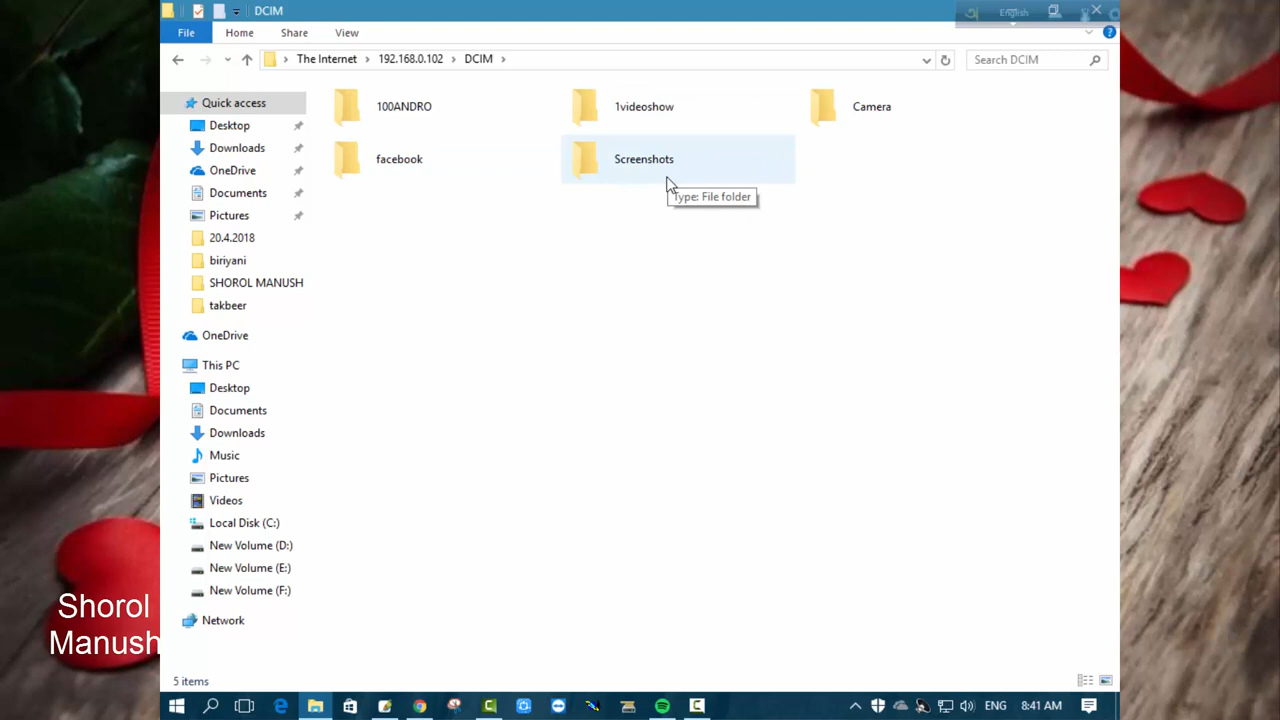 DCIM
English
File
Home
Share
View
The Internet
192.168.0.102
DCIM
Search DCIM
Quick access
Desktop
Downloads
OneDrive
Documents
Pictures
20.4.2018
biriyani
SHOROL MANUSH
takbeer
OneDrive
This PC
Desktop
Documents
Downloads
Music
Pictures
Videos
Local Disk (C:)
New Volume (D:)
New Volume (E:)
New Volume (F:)
Network
100ANDRO
1videoshow
Camera
facebook
Screenshots
Type: File folder
5 items
Shorol
Manush
ENG
8:41 AM